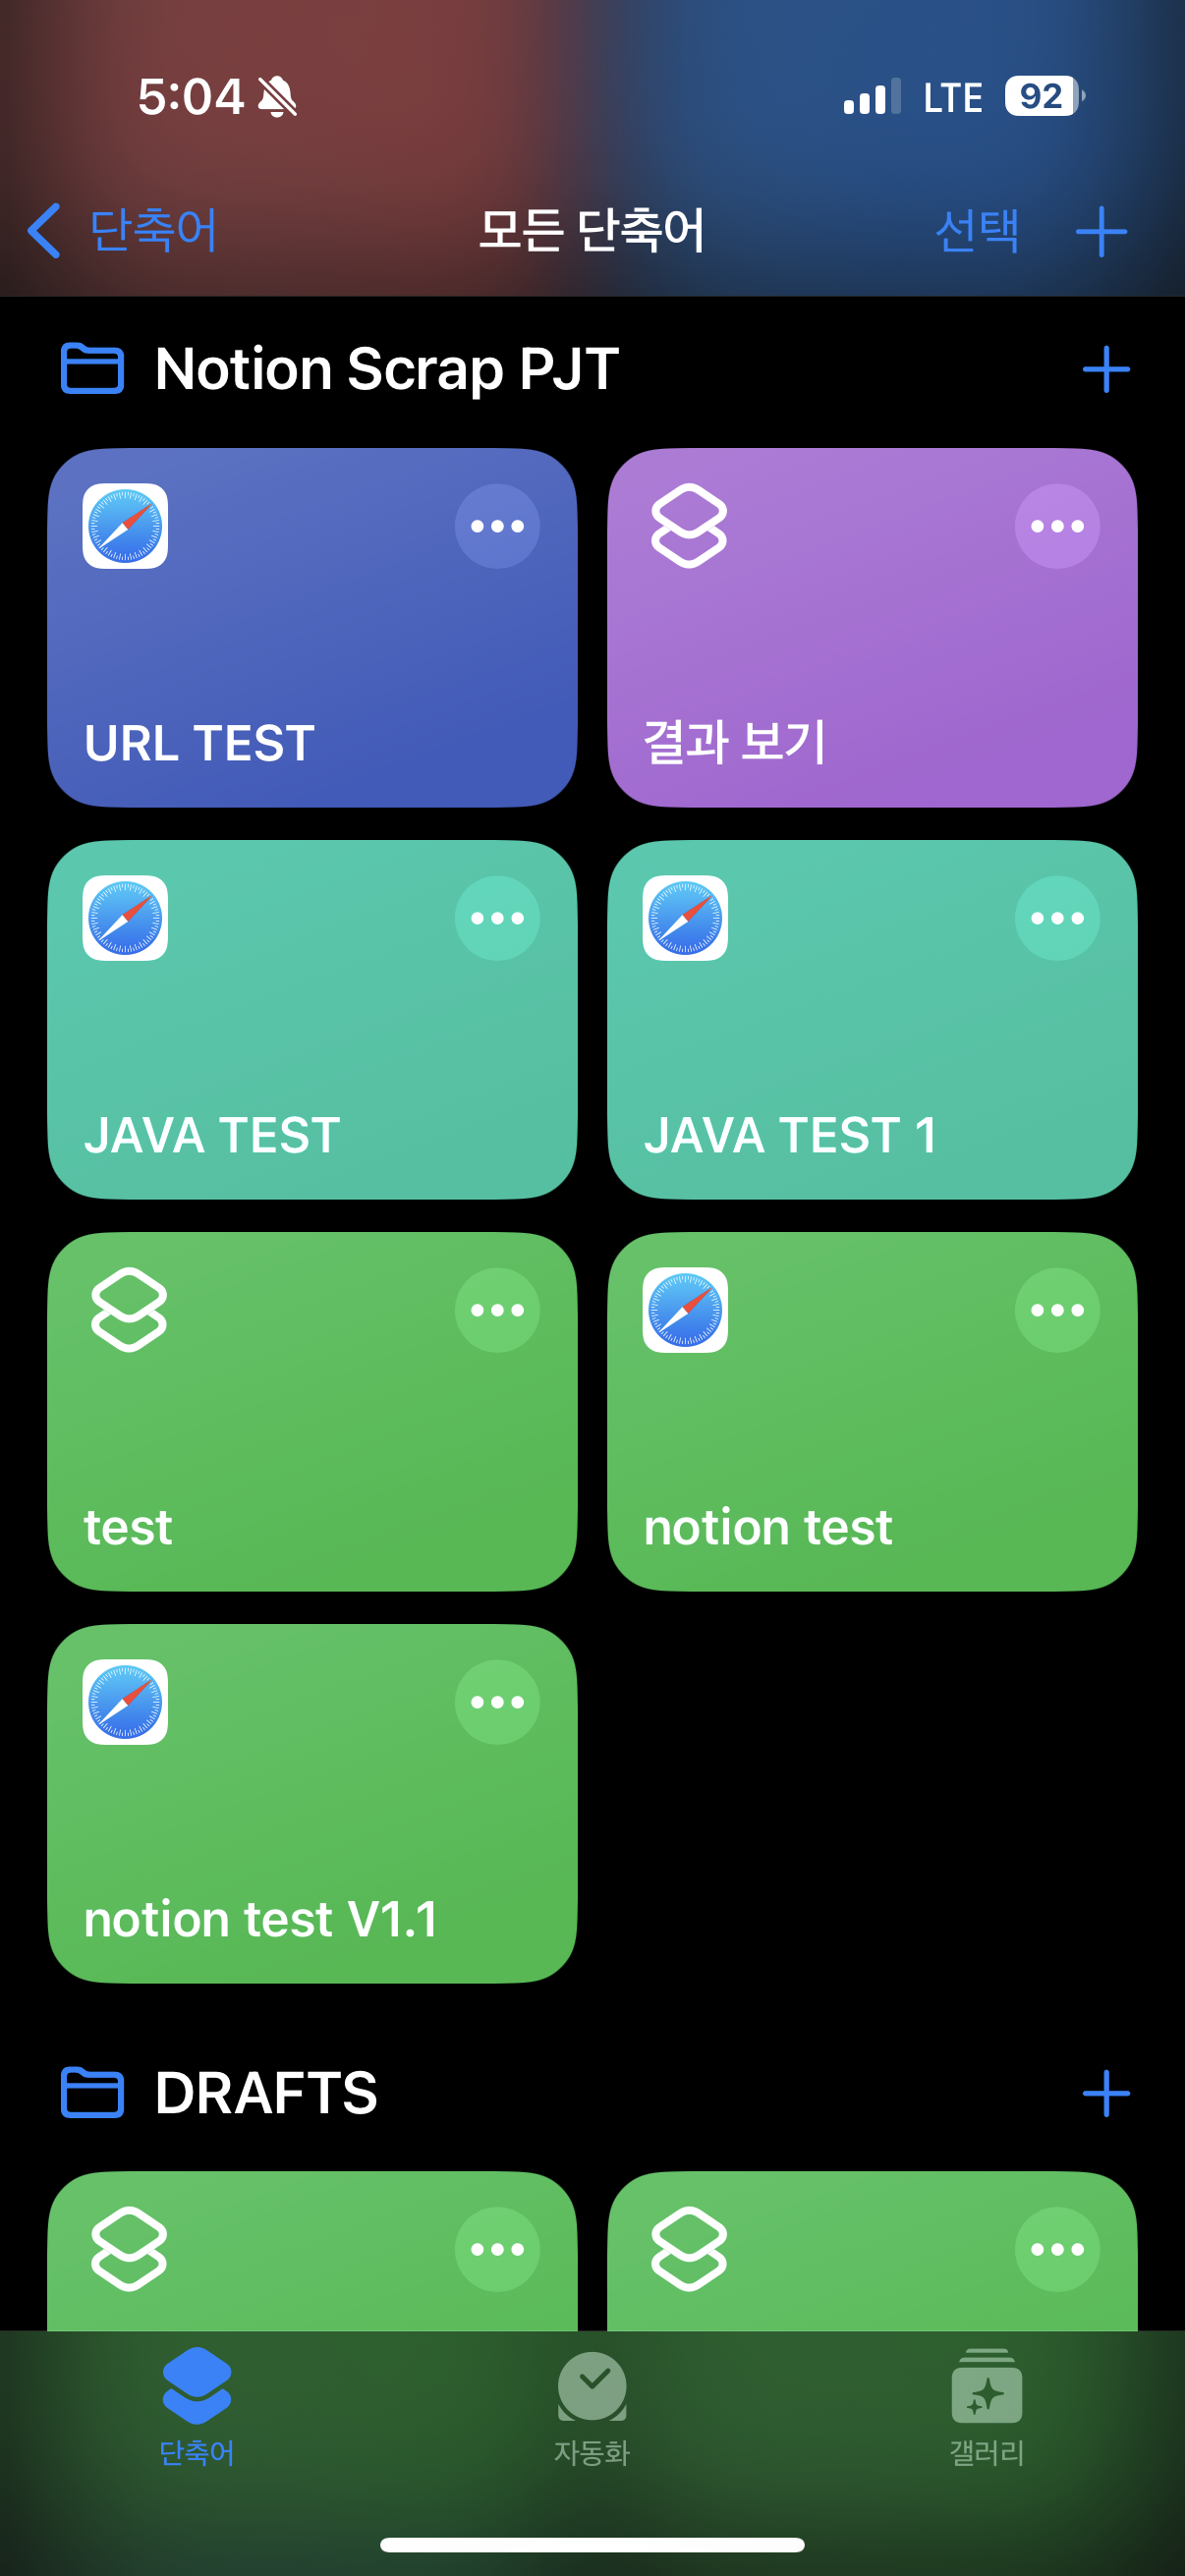 5:04
LTE
92
단축어
모든 단축어
선택
Notion Scrap PJT
URL TEST
결과 보기
JAVA TEST
JAVA TEST 1
test
notion test
notion test V1.1
DRAFTS
단축어
자동화
갤러리